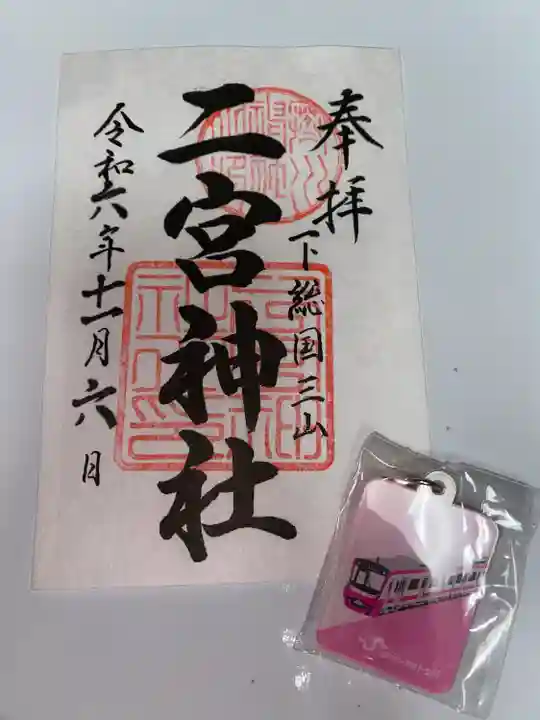 奉拝
下総国三山
二宮神社
令和六年十一月六日